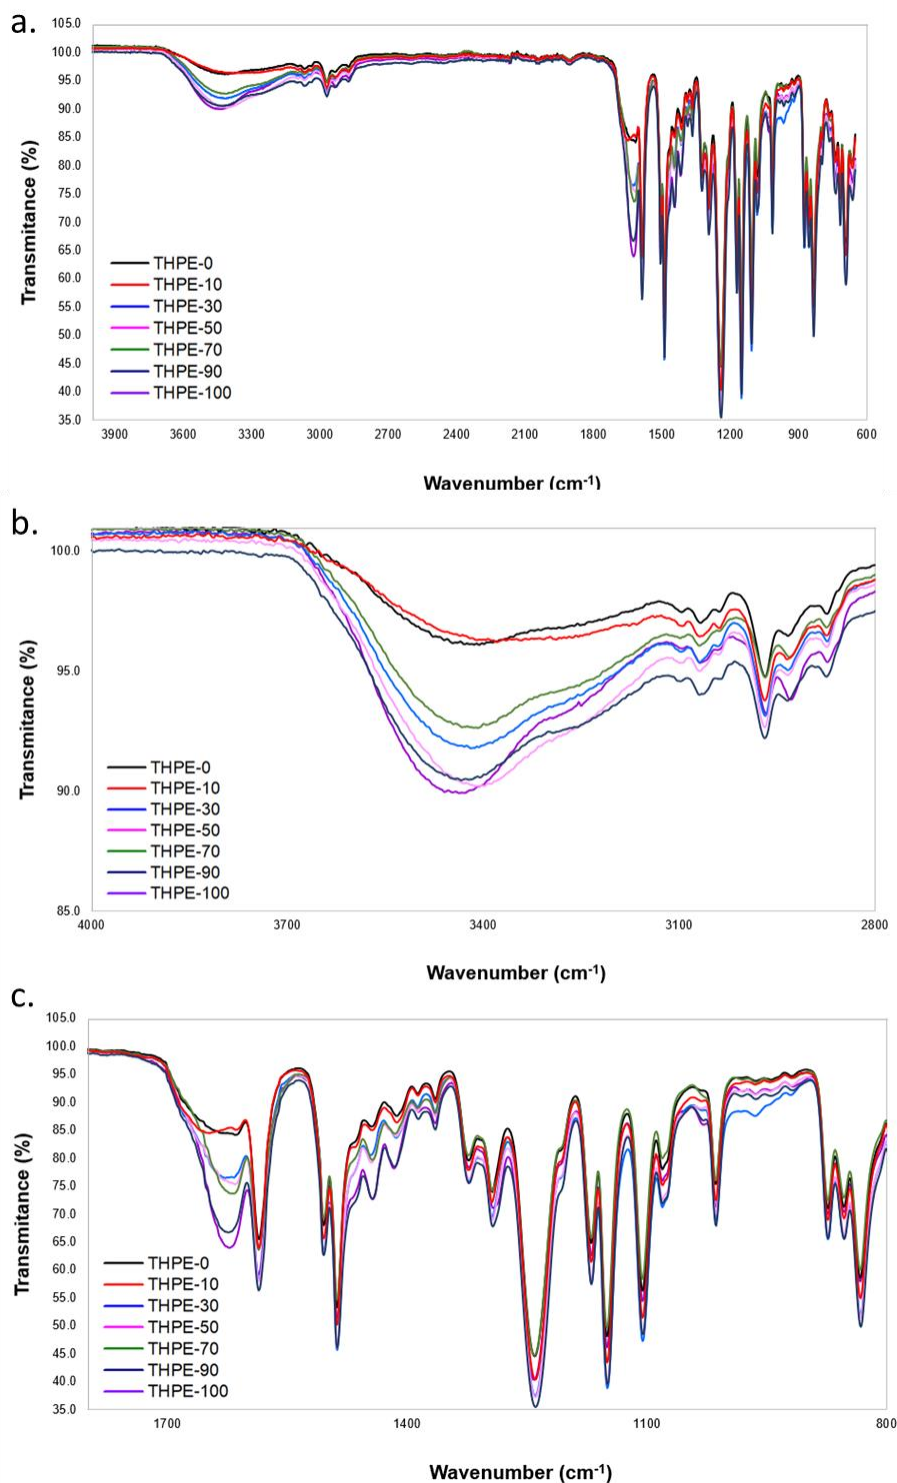 a.
105.0
100.0
95.0
90.0
85.0
80.0
75.0
70.0
65.0
60.0
55.0
50.0
45.0
40.0
35.0
Transmitance (%)
THPE-0
THPE-10
THPE-30
THPE-50
THPE-70
THPE-90
THPE-100
3900 3600 3300 3000 2700 2400 2100 1800 1500 1200 900 600
Wavenumber (cm-1)
b.
100.0
95.0
90.0
85.0
Transmitance (%)
THPE-0
THPE-10
THPE-30
THPE-50
THPE-70
THPE-90
THPE-100
4000 3700 3400 3100 2800
Wavenumber (cm-1)
c.
105.0
100.0
95.0
90.0
85.0
80.0
75.0
70.0
65.0
60.0
55.0
50.0
45.0
40.0
35.0
Transmitance (%)
THPE-0
THPE-10
THPE-30
THPE-50
THPE-70
THPE-90
THPE-100
1700 1400 1100 800
Wavenumber (cm-1)